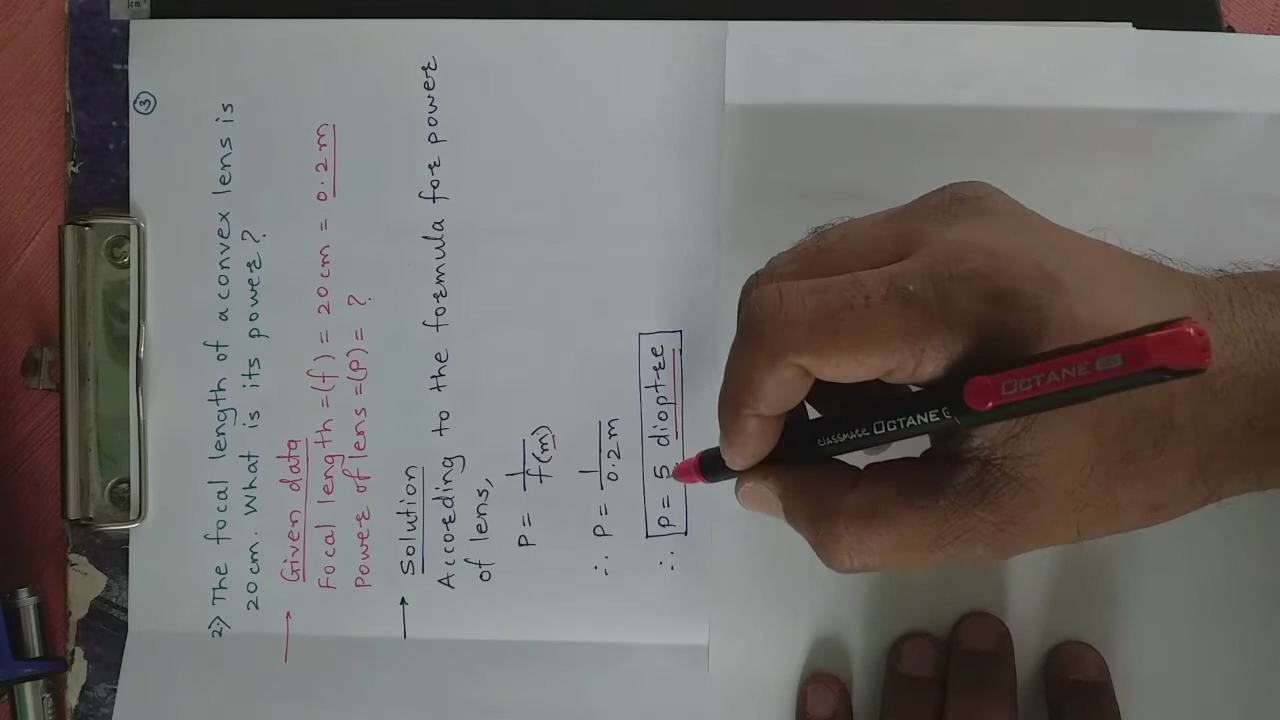 3
2.) The focal length of a convex lens is
20 cm. What is its power?
→ Given data
Focal length = (f) = 20 cm = 0.2 m
Power of lens = (P) = ?
→ Solution
According to the formula for power
of lens,
P = 1/f(m)
∴ P = 1/0.2 m
∴ P = 5 dioptre
classmate OCTANE
OCTANE